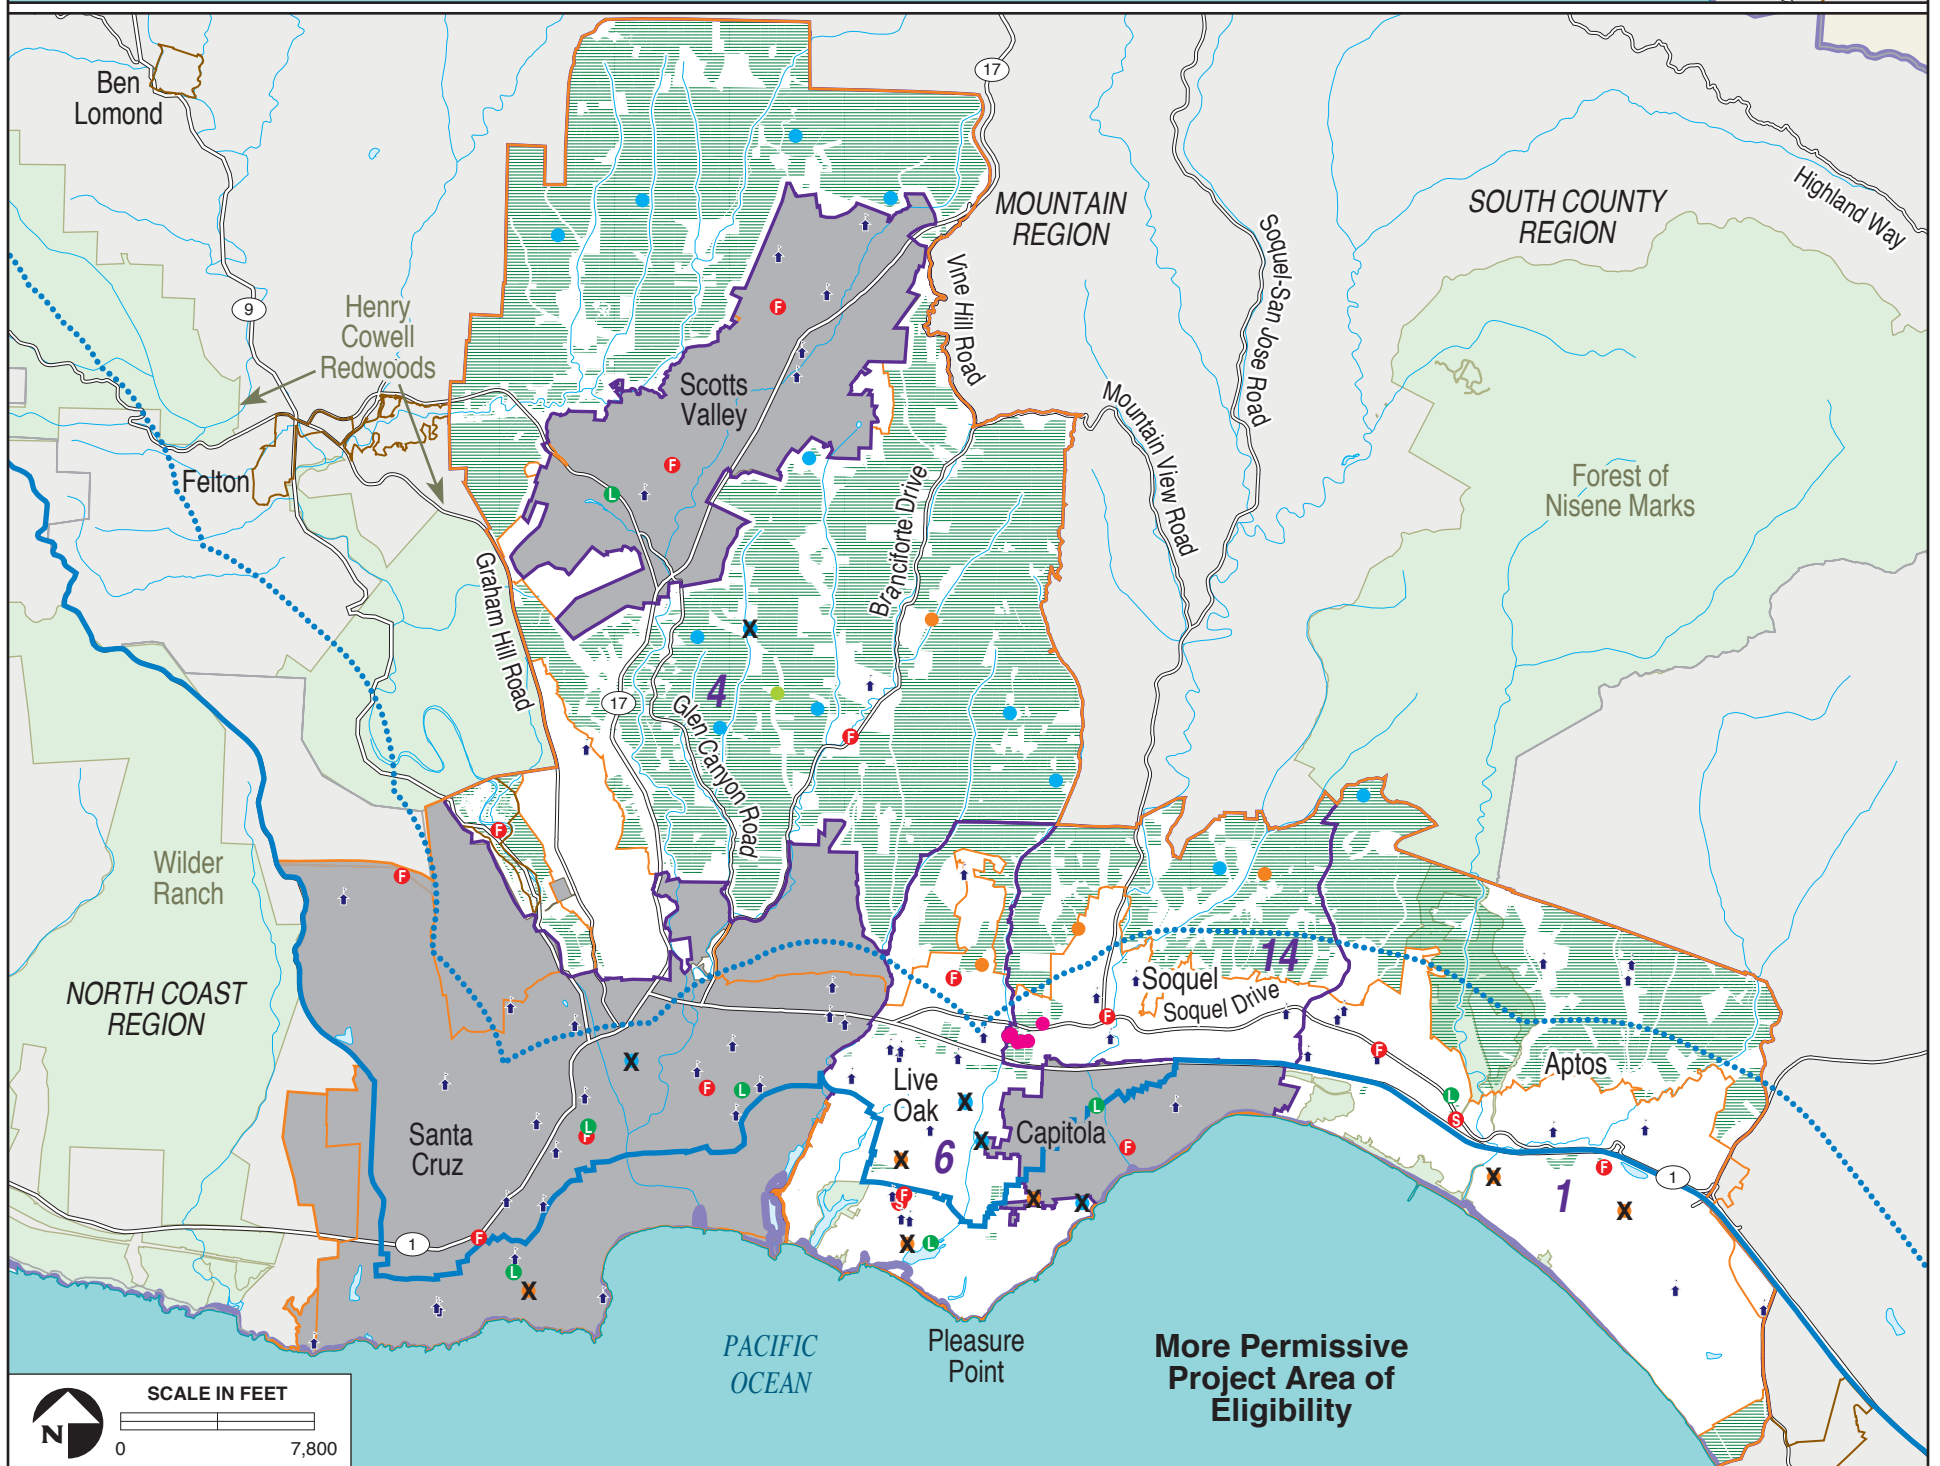 Ben
Lomond
17
MOUNTAIN
REGION
SOUTH COUNTY
REGION
Highland Way
9
Henry
Cowell
Redwoods
Vine Hill Road
Soquel-San Jose Road
F
Scotts
Valley
Mountain View Road
Felton
F
L
Branciforte Drive
Forest of
Nisene Marks
Graham Hill Road
X
4
17
Glen Canyon Road
F
F
Wilder
Ranch
F
NORTH COAST
REGION
F
14
Soquel
Soquel Drive
F
F
Aptos
X
Live
Oak
F
L
X
L
L
S
Santa
Cruz
L
F
X
Capitola
F
X
6
F
X
1
1
F
S
X
X
X
F
1
X
L
L
X
PACIFIC
OCEAN
Pleasure
Point
More Permissive
Project Area of
Eligibility
SCALE IN FEET
N
0
7,800